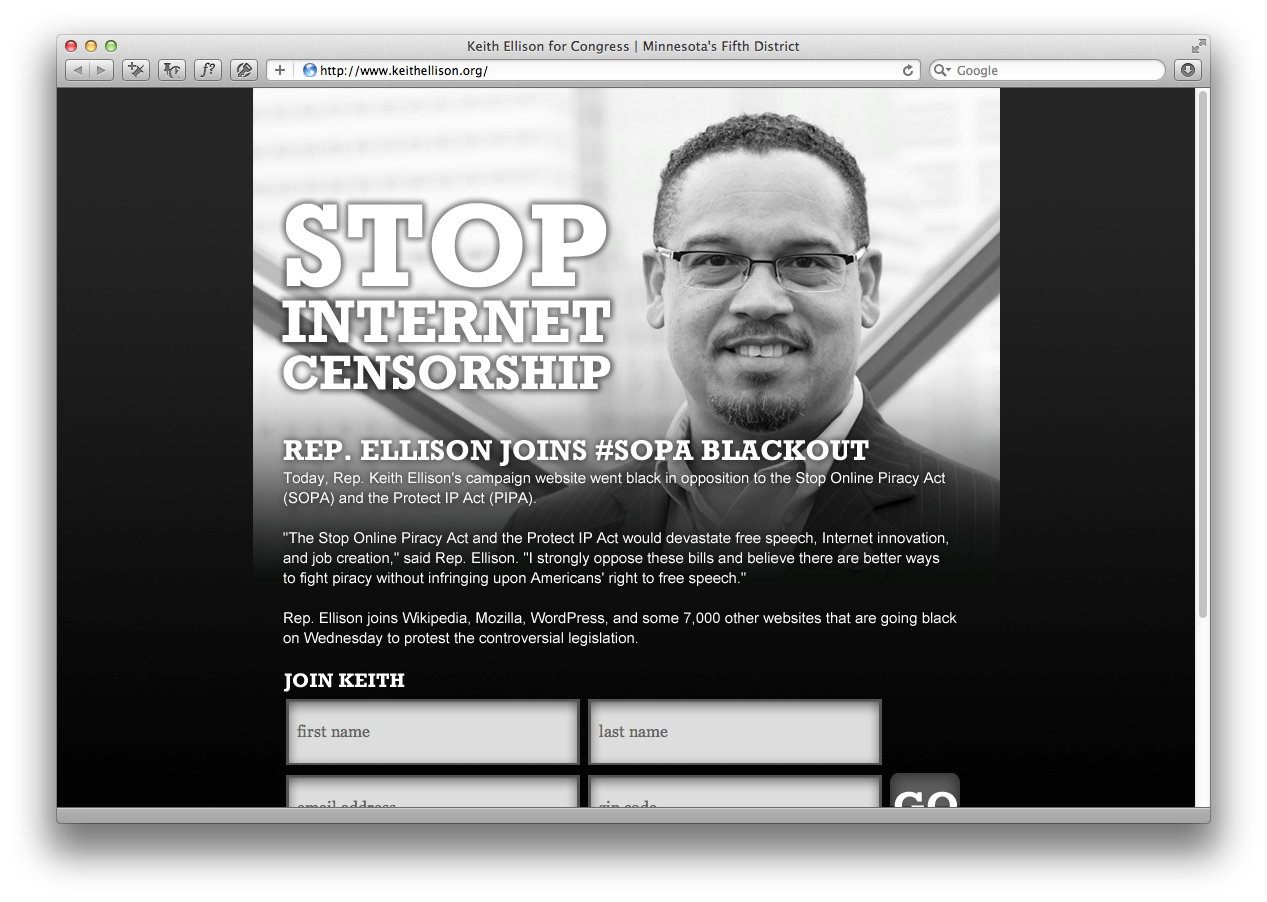 Keith Ellison for Congress | Minnesota's Fifth District
f?
http://www.keithellison.org/
Google
STOP
INTERNET
CENSORSHIP
REP. ELLISON JOINS #SOPA BLACKOUT
Today, Rep. Keith Ellison's campaign website went black in opposition to the Stop Online Piracy Act
(SOPA) and the Protect IP Act (PIPA).
"The Stop Online Piracy Act and the Protect IP Act would devastate free speech, Internet innovation,
and job creation," said Rep. Ellison. "I strongly oppose these bills and believe there are better ways
to fight piracy without infringing upon Americans' right to free speech."
Rep. Ellison joins Wikipedia, Mozilla, WordPress, and some 7,000 other websites that are going black
on Wednesday to protest the controversial legislation.
JOIN KEITH
first name
last name
email address
zip code
GO